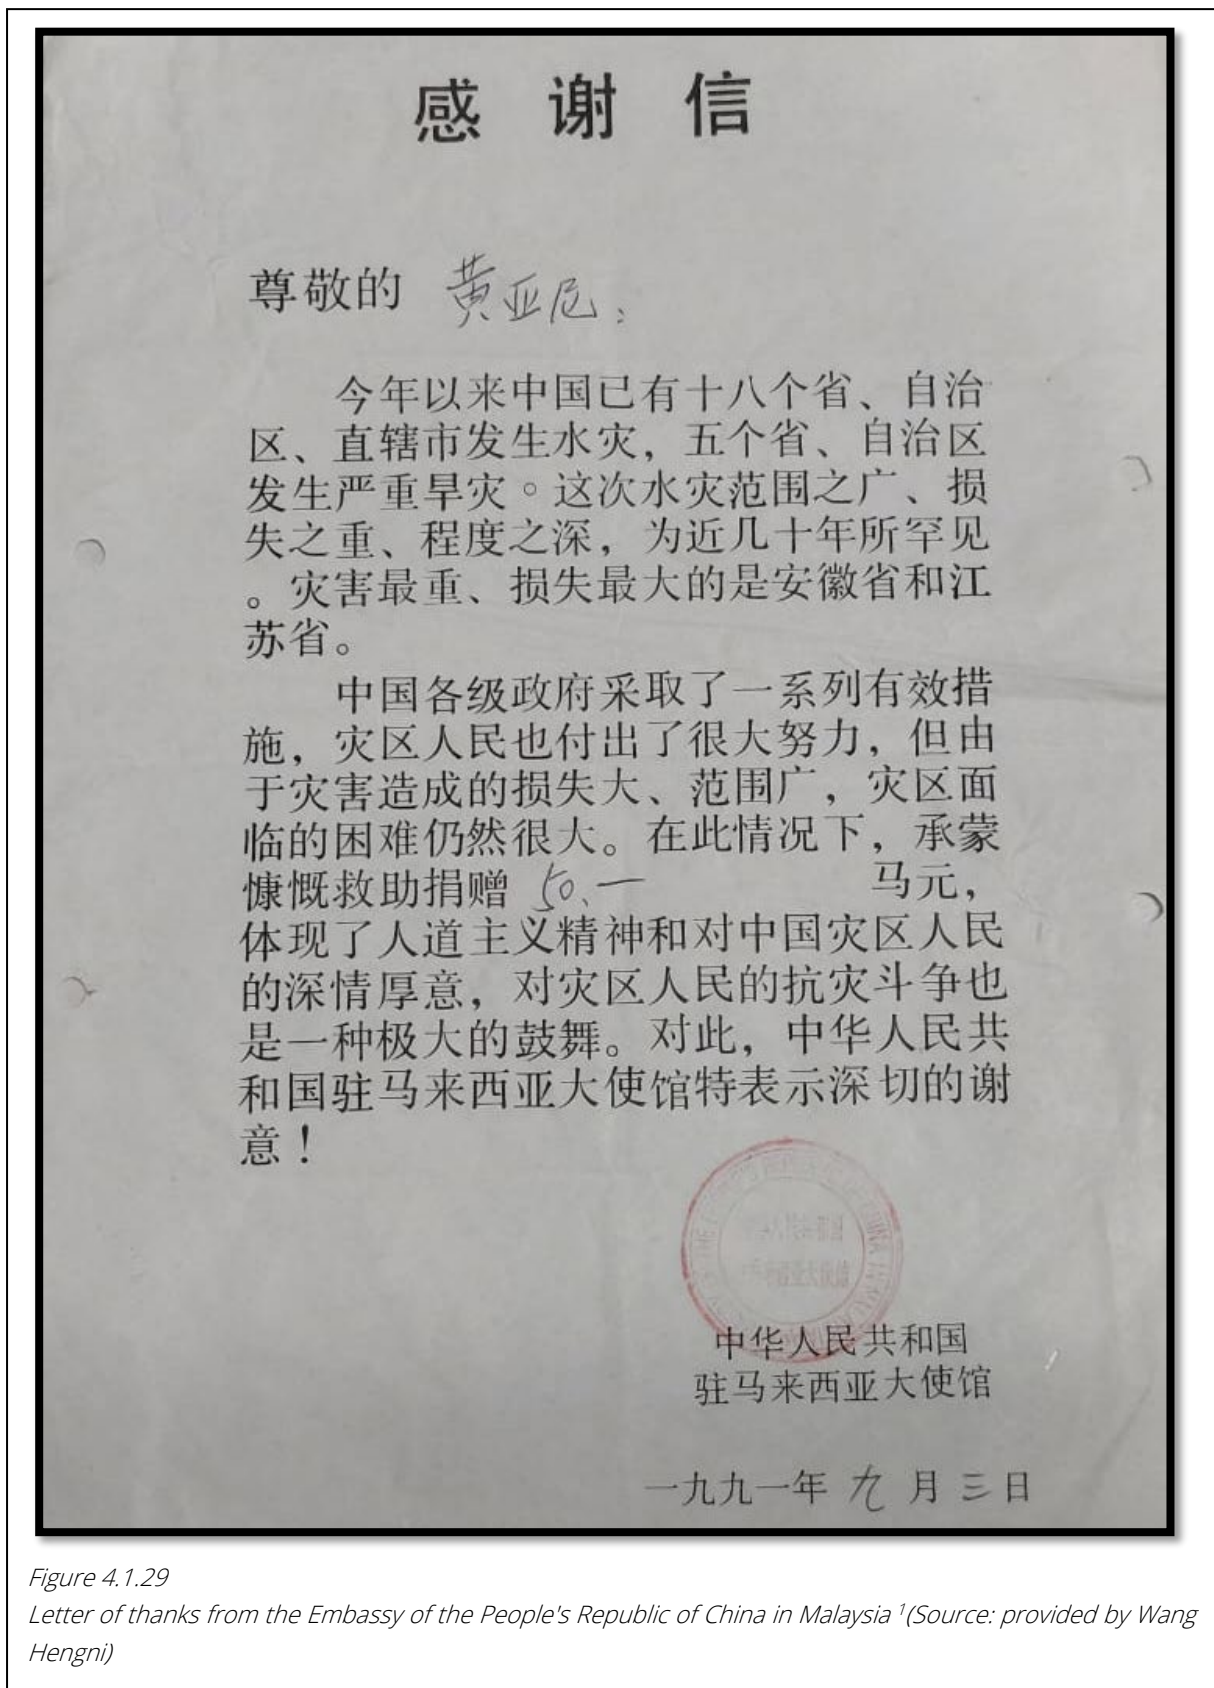 感谢信
尊敬的 黄亚尼：
今年以来中国已有十八个省、自治
区、直辖市发生水灾，五个省、自治区
发生严重旱灾。这次水灾范围之广、损
失之重、程度之深，为近几十年所罕见
。灾害最重、损失最大的是安徽省和江
苏省。
中国各级政府采取了一系列有效措
施，灾区人民也付出了很大努力，但由
于灾害造成的损失大、范围广，灾区面
临的困难仍然很大。在此情况下，承蒙
慷慨救助捐赠 50.一 马元，
体现了人道主义精神和对中国灾区人民
的深情厚意，对灾区人民的抗灾斗争也
是一种极大的鼓舞。对此，中华人民共
和国驻马来西亚大使馆特表示深切的谢
意！
中华人民共和国
驻马来西亚大使馆
一九九一年 九 月 三 日
Figure 4.1.29
Letter of thanks from the Embassy of the People's Republic of China in Malaysia 1(Source: provided by Wang
Hengni)